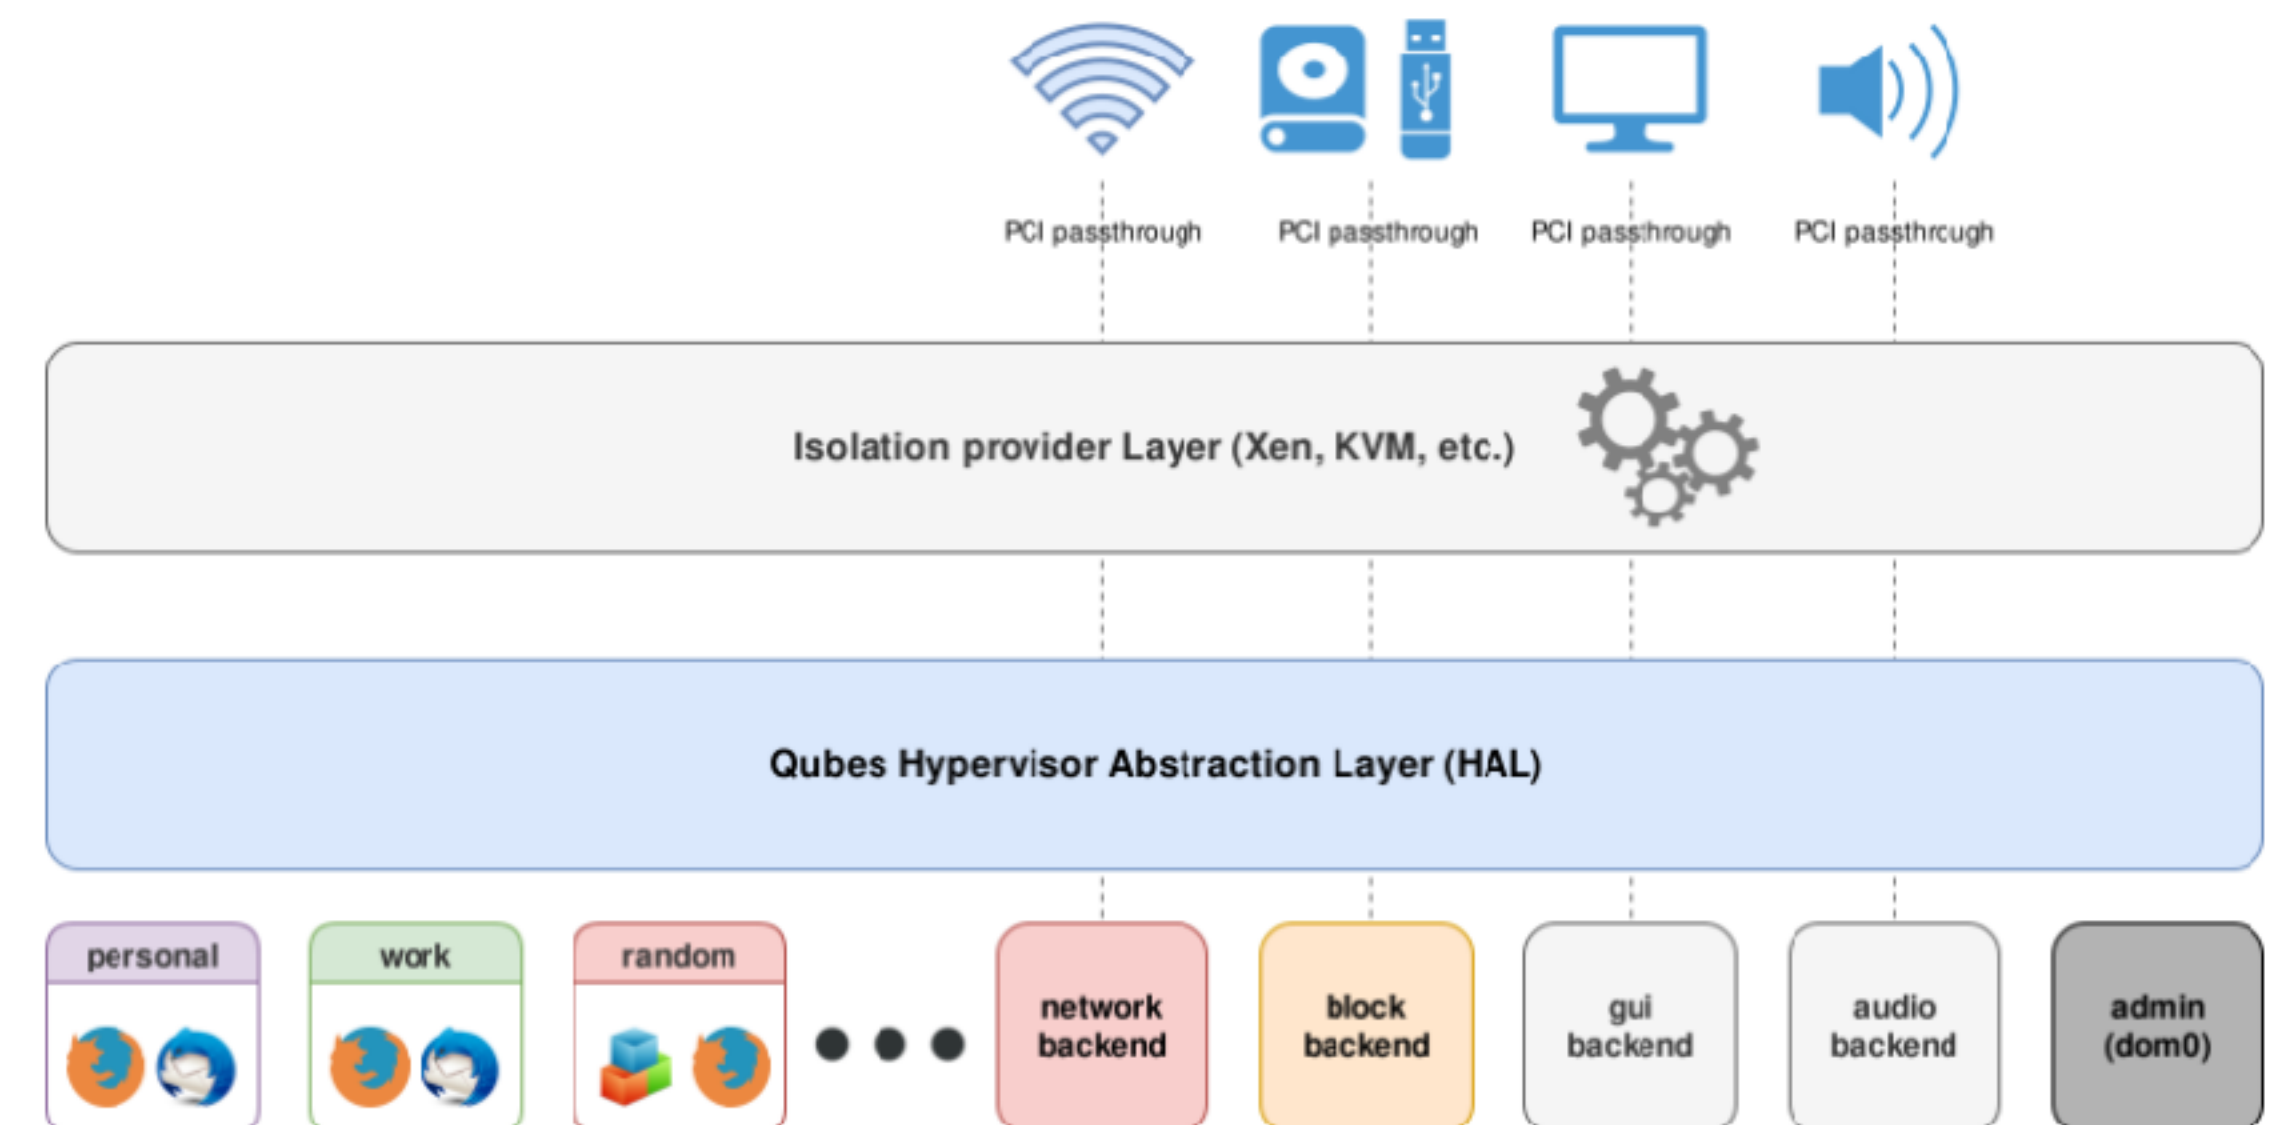 PCI passthrough
PCI passthrough
PCI passthrough
PCI passthrough
Isolation provider Layer (Xen, KVM, etc.)
Qubes Hypervisor Abstraction Layer (HAL)
personal
work
random
network
backend
block
backend
gui
backend
audio
backend
admin
(dom0)